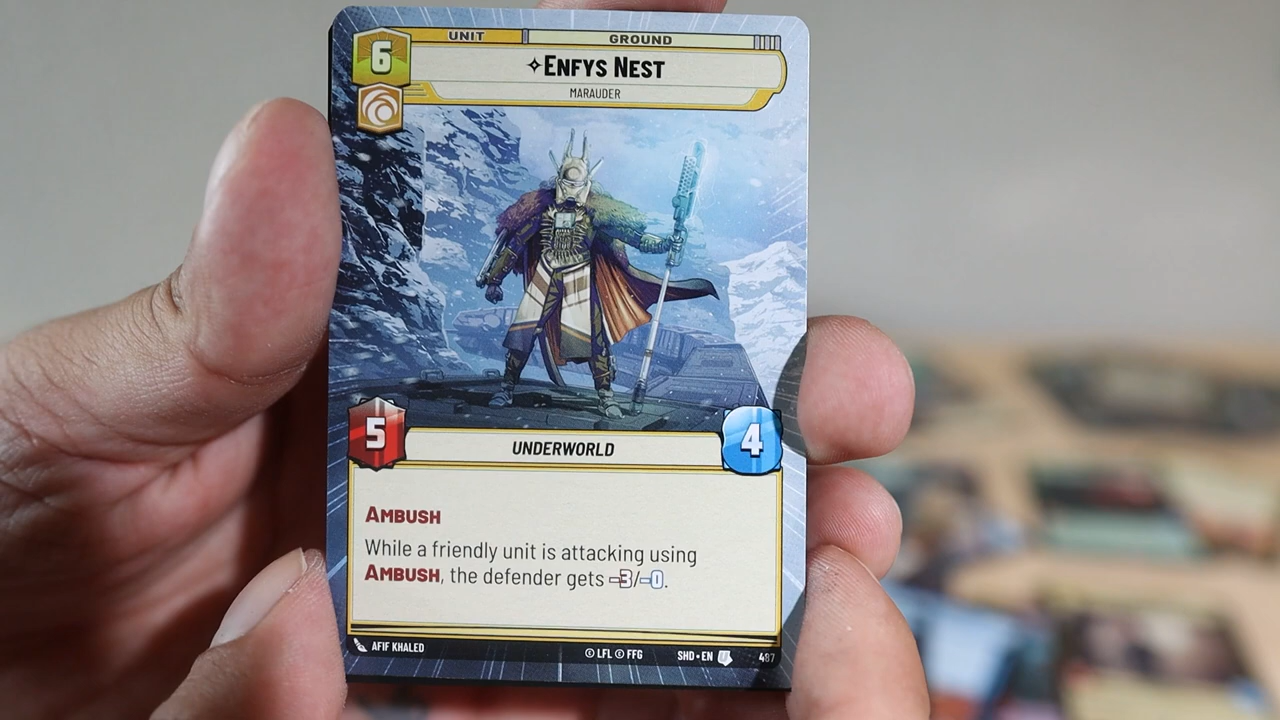 UNIT
GROUND
6
ENFYS NEST
MARAUDER
5
UNDERWORLD
4
AMBUSH
While a friendly unit is attacking using
AMBUSH, the defender gets -3/-0.
AFIF KHALED
© LFL © FFG
SHD•EN
487